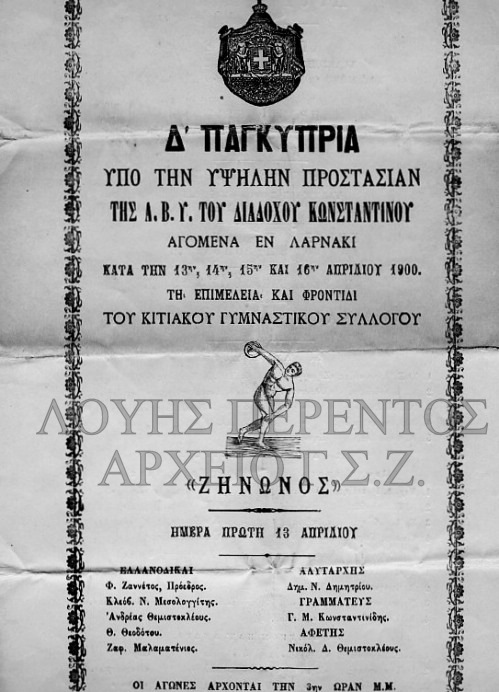 Δ' ΠΑΓΚΥΠΡΙΑ
ΥΠΟ ΤΗΝ ΥΨΗΛΗΝ ΠΡΟΣΤΑΣΙΑΝ
ΤΗΣ Α.Β.Υ. ΤΟΥ ΔΙΑΔΟΧΟΥ ΚΩΝΣΤΑΝΤΙΝΟΥ
ΑΓΟΜΕΝΑ ΕΝ ΛΑΡΝΑΚΙ
ΚΑΤΑ ΤΗΝ 13ην, 14ην, 15ην ΚΑΙ 16ην ΑΠΡΙΛΙΟΥ 1900.
ΤΗι ΕΠΙΜΕΛΕΙΑι ΚΑΙ ΦΡΟΝΤΙΔΙ
ΤΟΥ ΚΙΤΙΑΚΟΥ ΓΥΜΝΑΣΤΙΚΟΥ ΣΥΛΛΟΓΟΥ
ΛΟΥΗΣ ΠΕΡΕΝΤΟΣ
ΑΡΧΕΙΟ Γ.Σ.Ζ.
«ΖΗΝΩΝΟΣ»
ΗΜΕΡΑ ΠΡΩΤΗ 13 ΑΠΡΙΛΙΟΥ
ΕΛΛΑΝΟΔΙΚΑΙ
Φ. Ζαννέτος, Πρόεδρος.
Κλεόβ. Ν. Μεσολογγίτης.
Ἀνδρέας Θεμιστοκλέους.
Θ. Θεοδότου.
Ζαφ. Μαλαματένιος.
ΑΛΥΤΑΡΧΗΣ
Δημ. Ν. Δημητρίου.
ΓΡΑΜΜΑΤΕΥΣ
Γ. Μ. Κωνσταντινίδης.
ΑΦΕΤΗΣ
Νικόλ. Δ. Θεμιστοκλέους.
ΟΙ ΑΓΩΝΕΣ ΑΡΧΟΝΤΑΙ ΤΗΝ 3ην ΩΡΑΝ Μ.Μ.